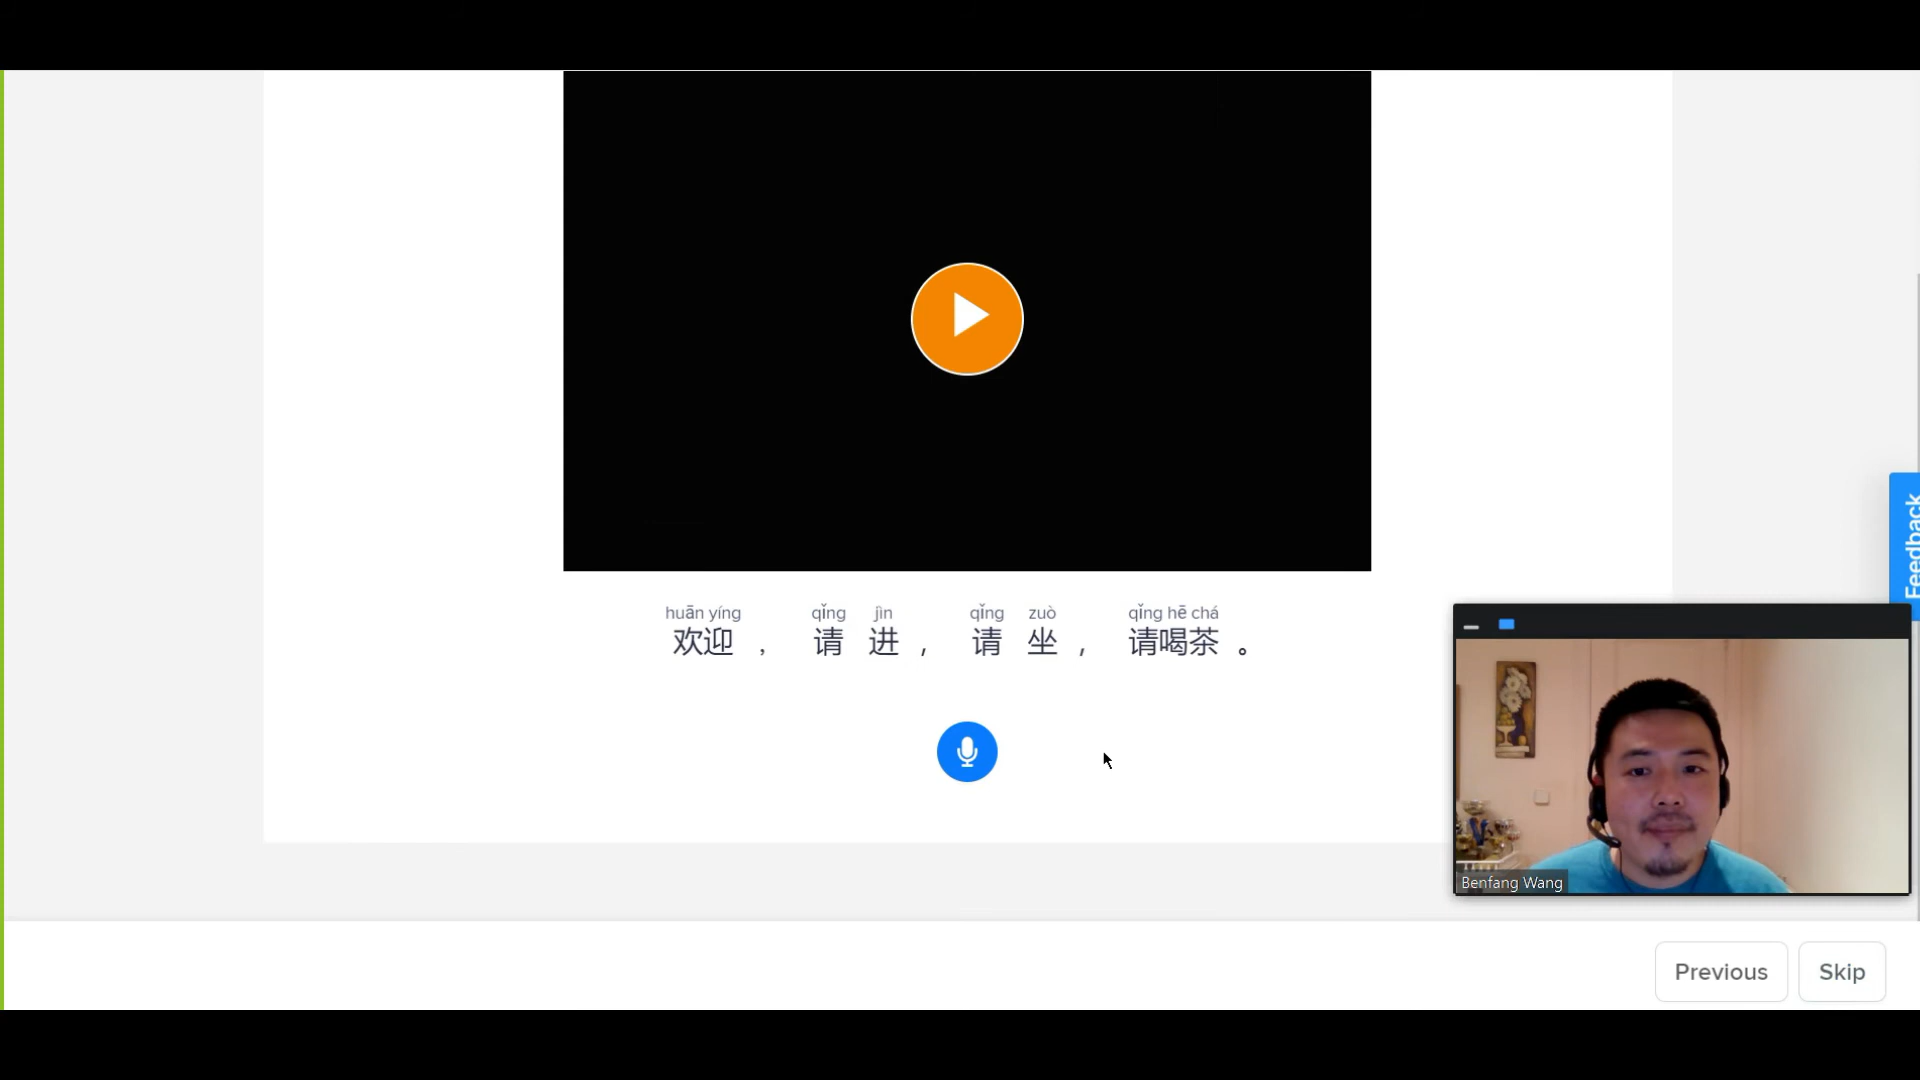 huān yíng qǐng jìn qǐng zuò qǐng hē chá
欢迎 , 请 进 , 请 坐 , 请喝茶 。
Feedback
Benfang Wang
Previous Skip